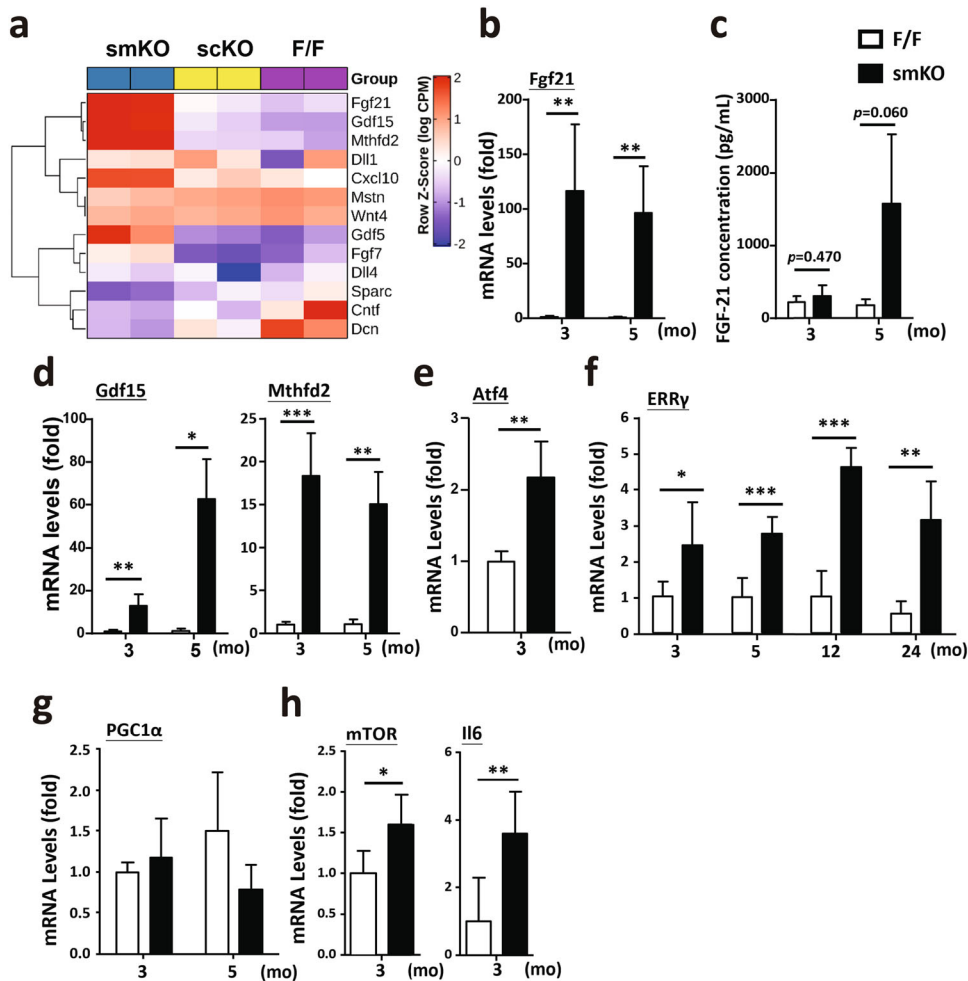 a
smKO scKO F/F
Group
Fgf21
Gdf15
Mthfd2
Dll1
Cxcl10
Mstn
Wnt4
Gdf5
Fgf7
Dll4
Sparc
Cntf
Dcn
2
1
0
-1
-2
Row Z-Score (log CPM)
b
Fgf21
mRNA levels (fold)
200
150
100
50
0
** **
3 5 (mo)
c
F/F
smKO
FGF-21 concentration (pg/mL)
3000
2000
1000
0
p=0.470
p=0.060
3 5 (mo)
d
Gdf15
mRNA levels (fold)
100
80
60
40
20
0
** *
3 5 (mo)
Mthfd2
25
20
15
10
5
0
*** **
3 5 (mo)
e
Atf4
mRNA Levels (fold)
3
2
1
0
**
3
f
ERRγ
mRNA Levels (fold)
6
5
4
3
2
1
0
* *** *** **
3 5 12 24 (mo)
g
PGC1α
mRNA Levels (fold)
2.5
2.0
1.5
1.0
0.5
0.0
3 5 (mo)
h
mTOR
mRNA Levels (fold)
2.5
2.0
1.5
1.0
0.5
0.0
*
3
Il6
6
4
2
0
**
3 (mo)